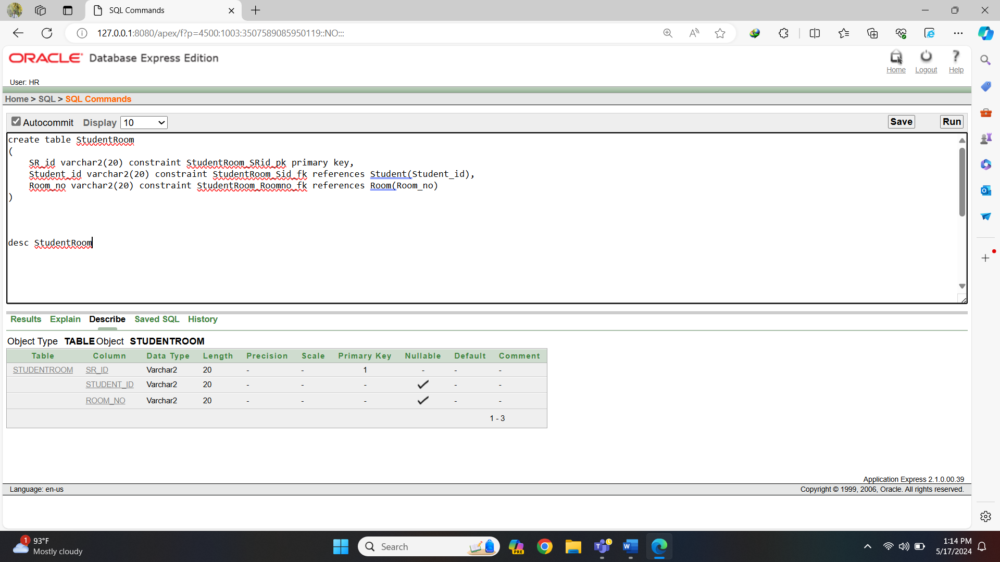 SQL Commands
127.0.0.1:8080/apex/f?p=4500:1003:3507589085950119::NO:::
ORACLE Database Express Edition
Home Logout Help
User: HR
Home > SQL > SQL Commands
Autocommit Display 10 Save Run
create table StudentRoom
(
SR_id varchar2(20) constraint StudentRoom_SRid_pk primary key,
Student_id varchar2(20) constraint StudentRoom_Sid_fk references Student(Student_id),
Room_no varchar2(20) constraint StudentRoom_Roomno_fk references Room(Room_no)
)
desc StudentRoom
Results Explain Describe Saved SQL History
Object Type TABLE Object STUDENTROOM
Table Column Data Type Length Precision Scale Primary Key Nullable Default Comment
STUDENTROOM SR_ID Varchar2 20 - - 1 - - -
STUDENT_ID Varchar2 20 - - - - -
ROOM_NO Varchar2 20 - - - - -
1 - 3
Application Express 2.1.0.00.39
Language: en-us Copyright © 1999, 2006, Oracle. All rights reserved.
1 93°F
Mostly cloudy
Search
PRE
1:14 PM
5/17/2024